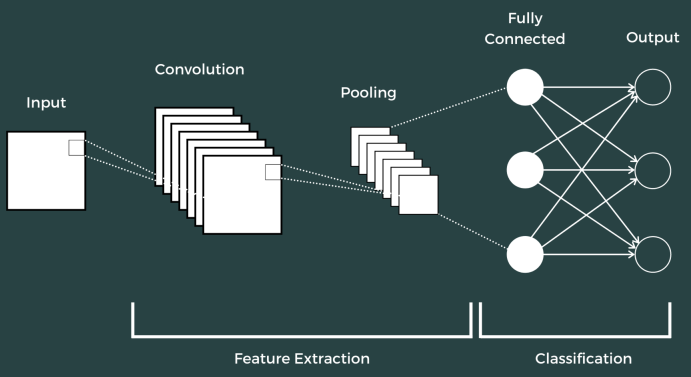 Input
Convolution
Pooling
Fully
Connected
Output
Feature Extraction
Classification